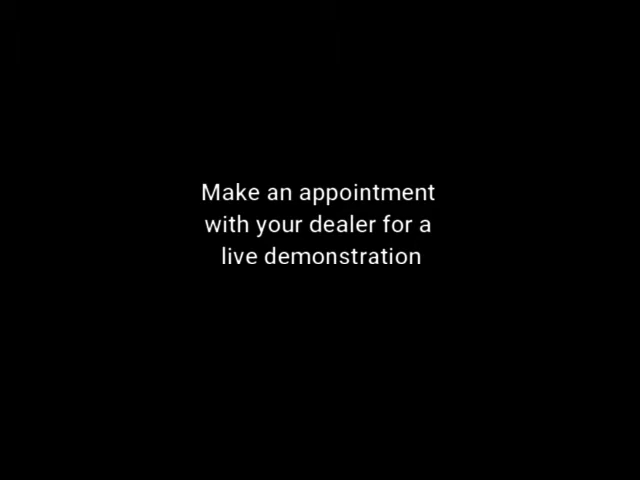 Make an appointment
with your dealer for a
live demonstration